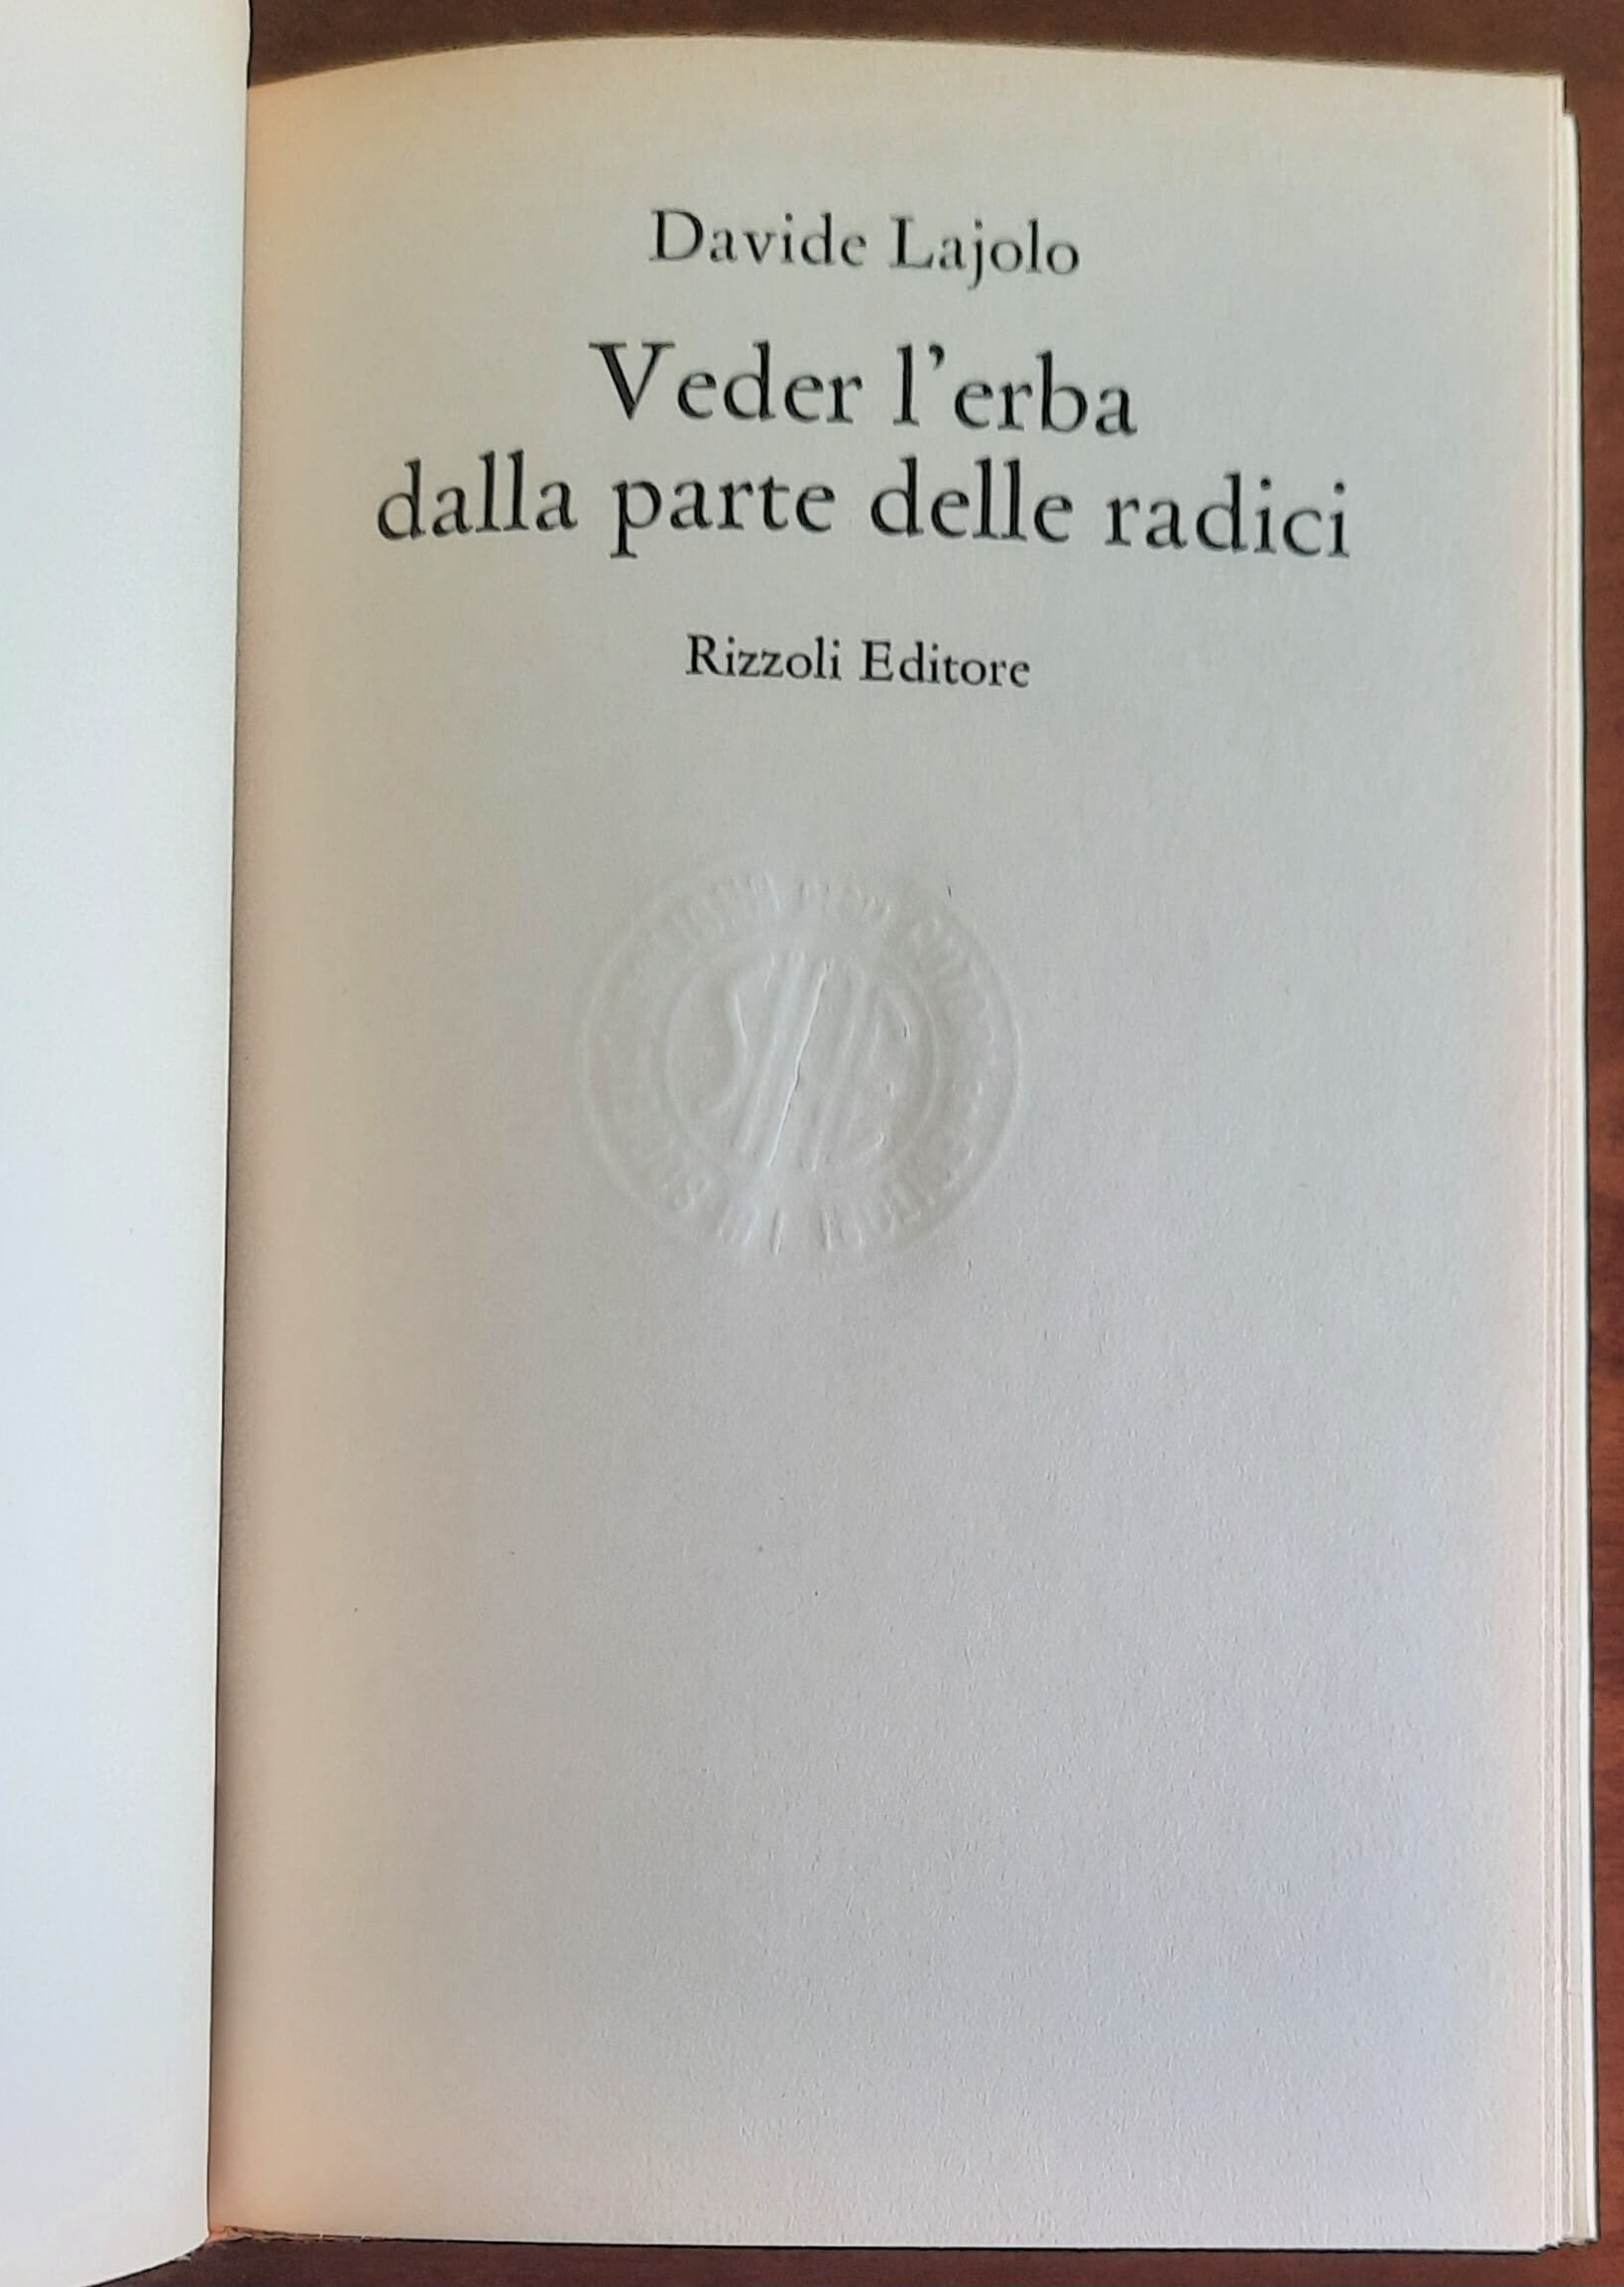 Davide Lajolo
Veder l'erba
dalla parte delle radici
Rizzoli Editore